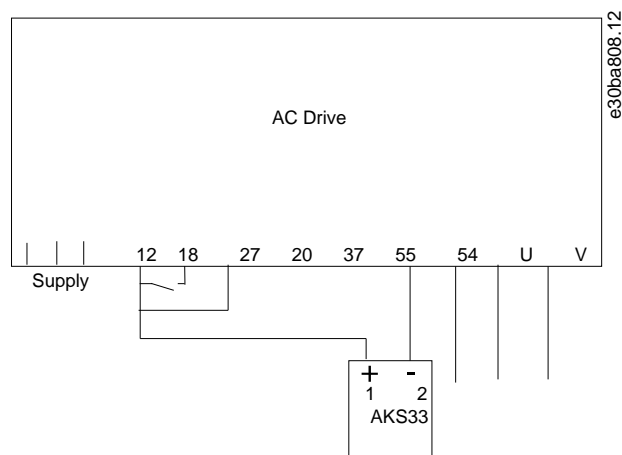 e30ba808.12
AC Drive
12 18 27 20 37 55 54 U V
Supply
+ -
1 2
AKS33